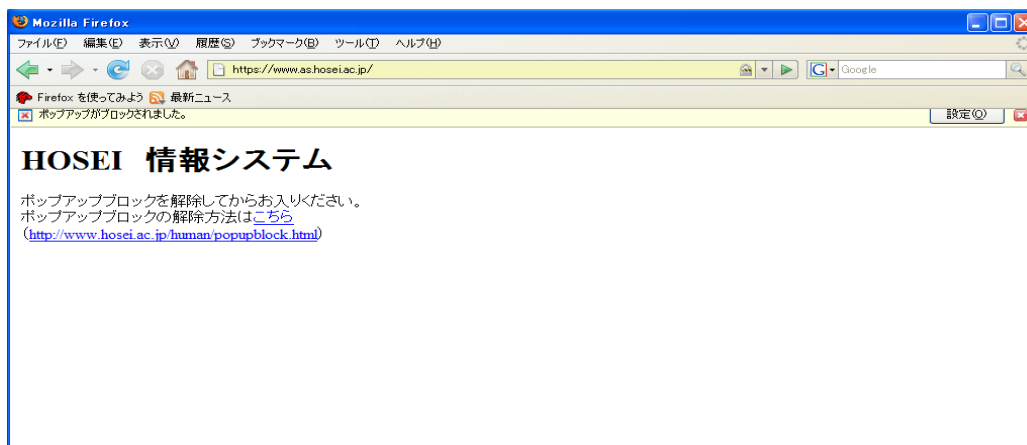 Mozilla Firefox
ファイル(F) 編集(E) 表示(V) 履歴(S) ブックマーク(B) ツール(T) ヘルプ(H)
https://www.as.hosei.ac.jp/ G Google
Firefox を使ってみよう 最新ニュース
ポップアップがブロックされました。 設定(O)
HOSEI 情報システム
ポップアップブロックを解除してからお入りください。
ポップアップブロックの解除方法はこちら
(http://www.hosei.ac.jp/human/popupblock.html)